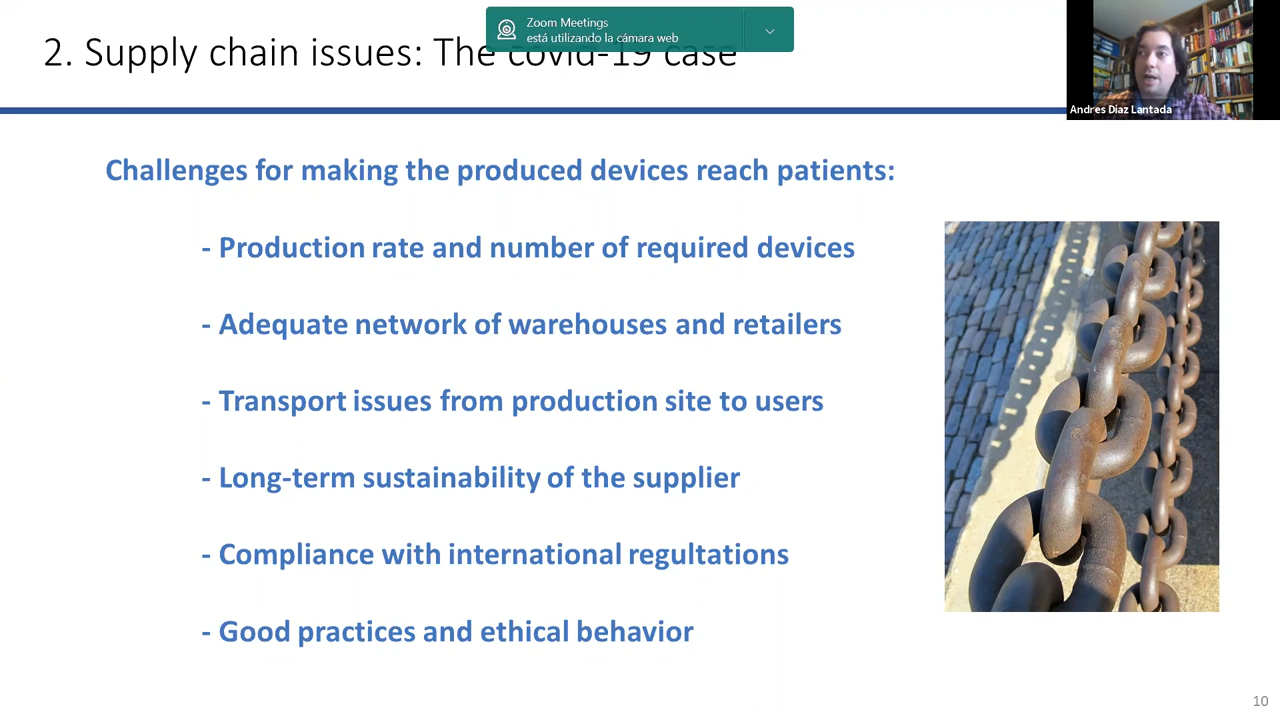 Zoom Meetings
está utilizando la cámara web
2. Supply chain issues: The covid-19 case
Andres Diaz Lantada
Challenges for making the produced devices reach patients:
- Production rate and number of required devices
- Adequate network of warehouses and retailers
- Transport issues from production site to users
- Long-term sustainability of the supplier
- Compliance with international regultations
- Good practices and ethical behavior
10